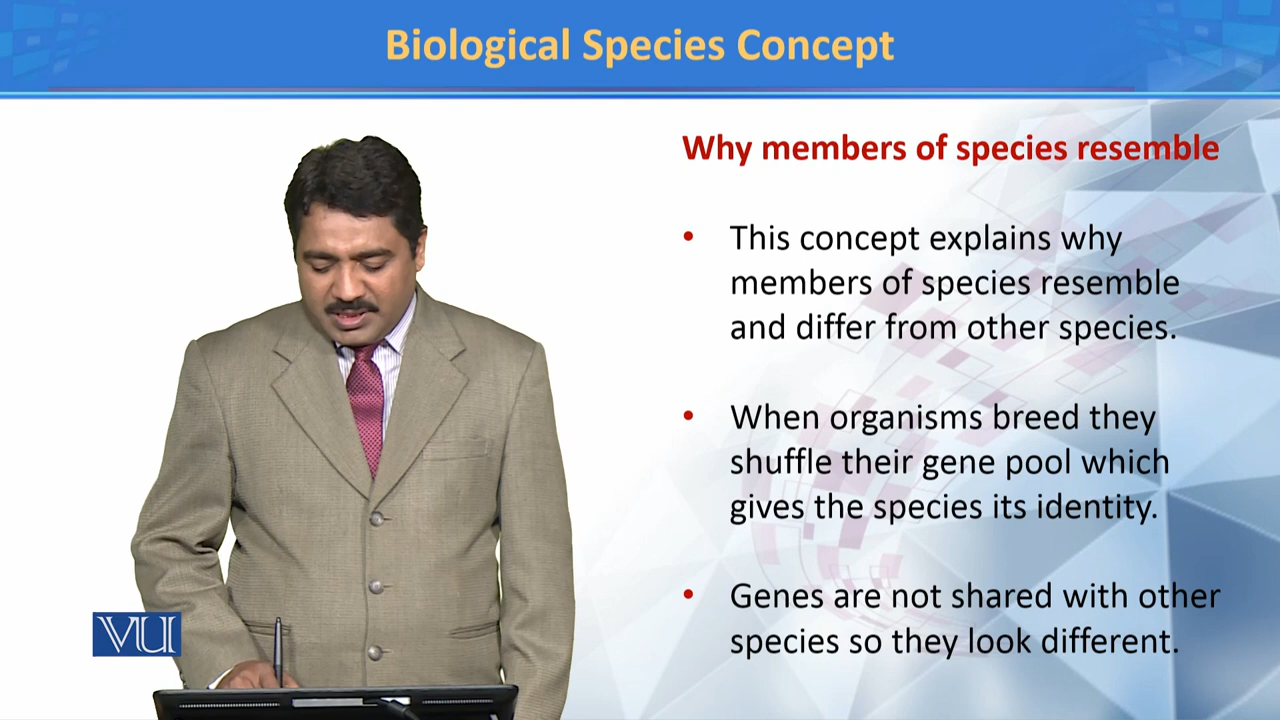 Biological Species Concept
Why members of species resemble
• This concept explains why
members of species resemble
and differ from other species.
• When organisms breed they
shuffle their gene pool which
gives the species its identity.
• Genes are not shared with other
species so they look different.
VU